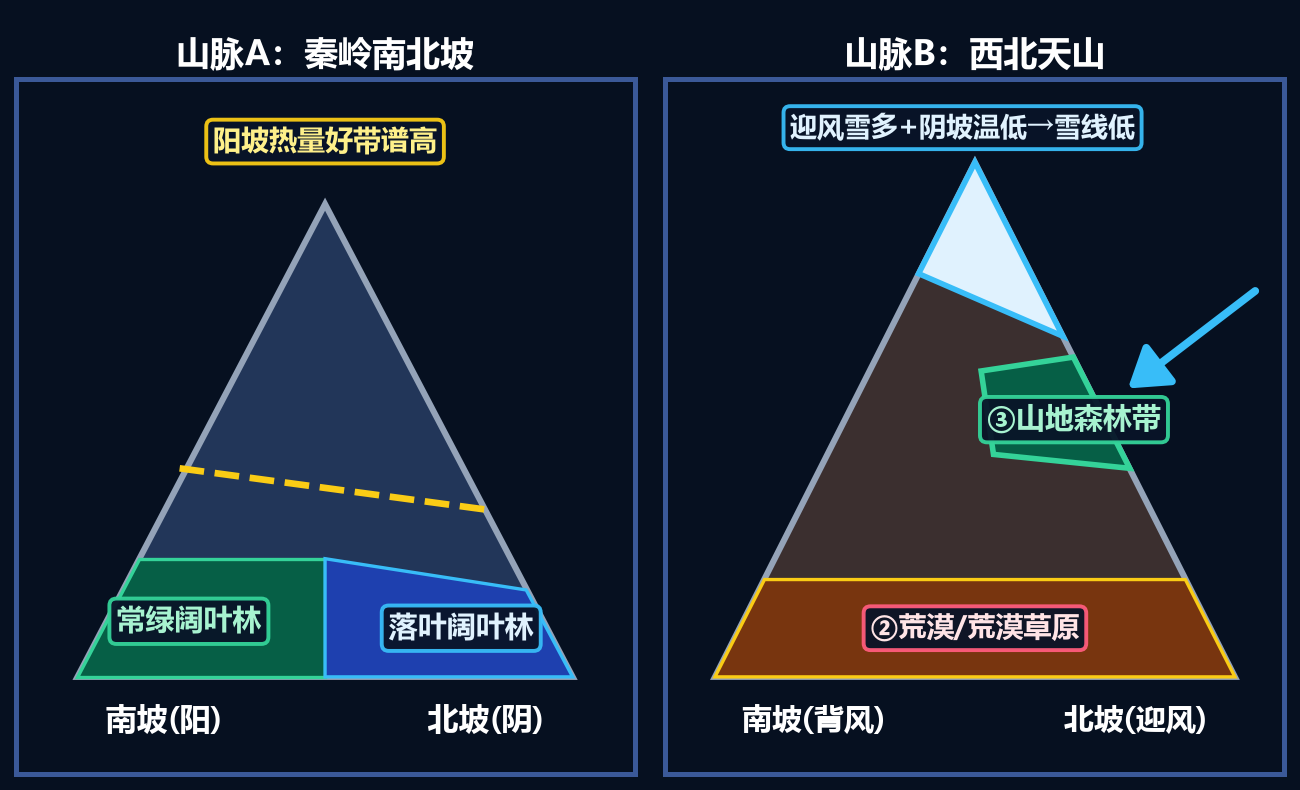 山脉A：秦岭南北坡
阳坡热量好带谱高
常绿阔叶林
落叶阔叶林
南坡(阳)
北坡(阴)
山脉B：西北天山
迎风雪多+阴坡温低→雪线低
③山地森林带
②荒漠/荒漠草原
南坡(背风)
北坡(迎风)